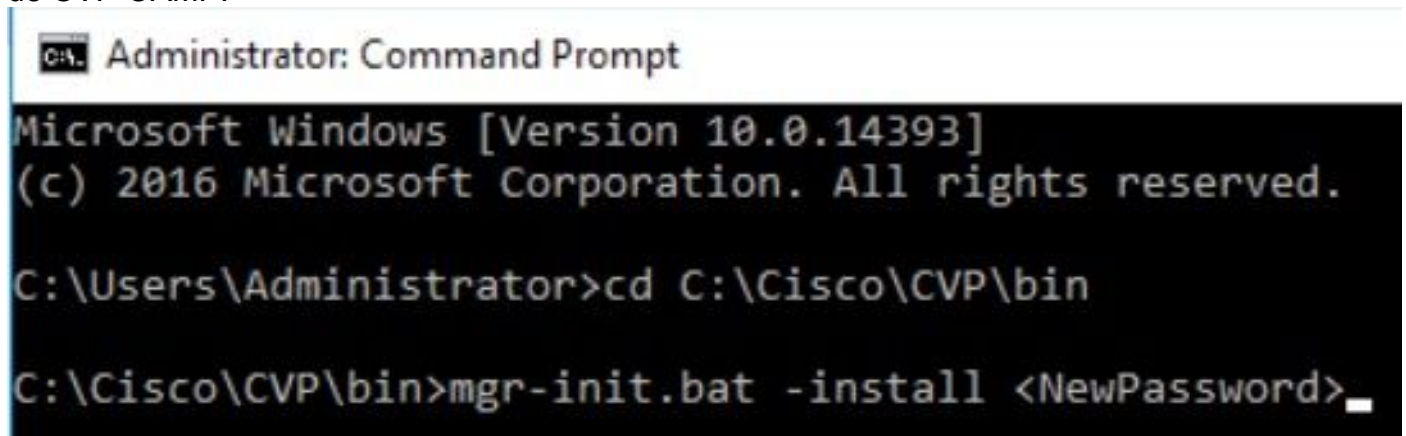 Administrator: Command Prompt
Microsoft Windows [Version 10.0.14393]
(c) 2016 Microsoft Corporation. All rights reserved.
C:\Users\Administrator>cd C:\Cisco\CVP\bin
C:\Cisco\CVP\bin>mgr-init.bat -install <NewPassword>